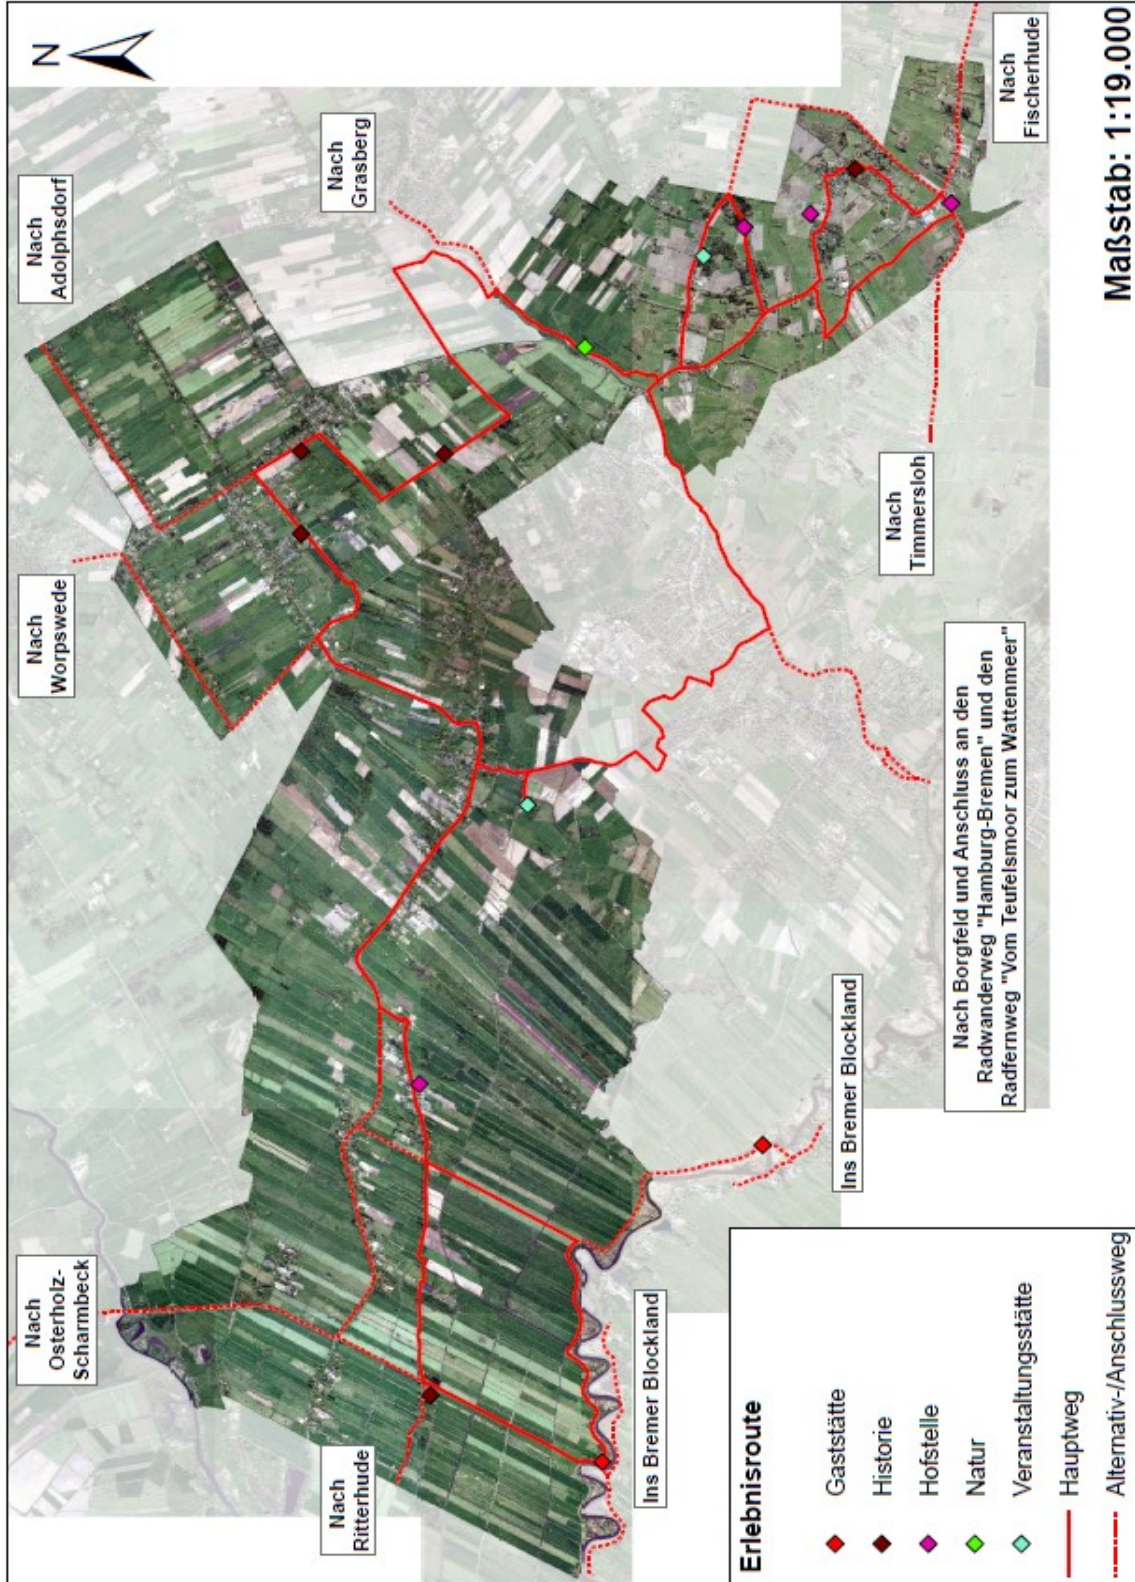 N
Nach
Osterholz-
Scharmbeck
Nach
Worpswede
Nach
Adolphsdorf
Nach
Grasberg
Nach
Ritterhude
Ins Bremer Blockland
Ins Bremer Blockland
Nach
Timmersloh
Nach
Fischerhude
Nach Borgfeld und Anschluss an den
Radwanderweg "Hamburg-Bremen" und den
Radfernweg "Vom Teufelsmoor zum Wattenmeer"
Erlebnisroute
Gaststätte
Historie
Hofstelle
Natur
Veranstaltungsstätte
Hauptweg
Alternativ-/Anschlussweg
Maßstab: 1:19.000